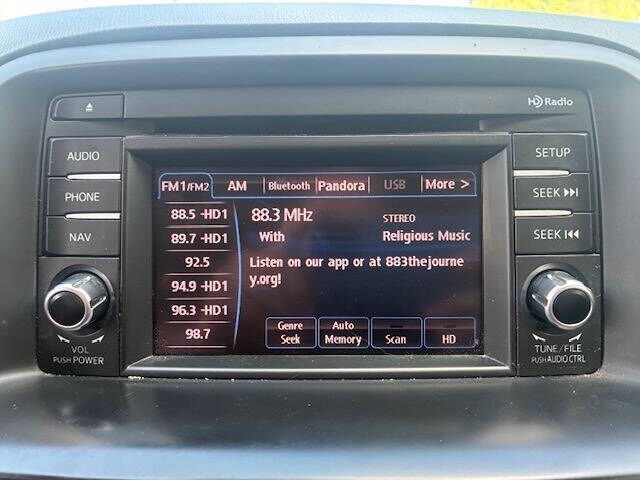 HD Radio
AUDIO
PHONE
NAV
VOL
PUSH POWER
FM1/FM2 AM Bluetooth Pandora USB More >
88.5 -HD1
89.7 -HD1
92.5
94.9 -HD1
96.3 -HD1
98.7
88.3 MHz STEREO
With Religious Music
Listen on our app or at 883thejourne
y.org!
Genre Seek
Auto Memory
Scan
HD
SETUP
SEEK
SEEK
TUNE/FILE
PUSH AUDIO CTRL